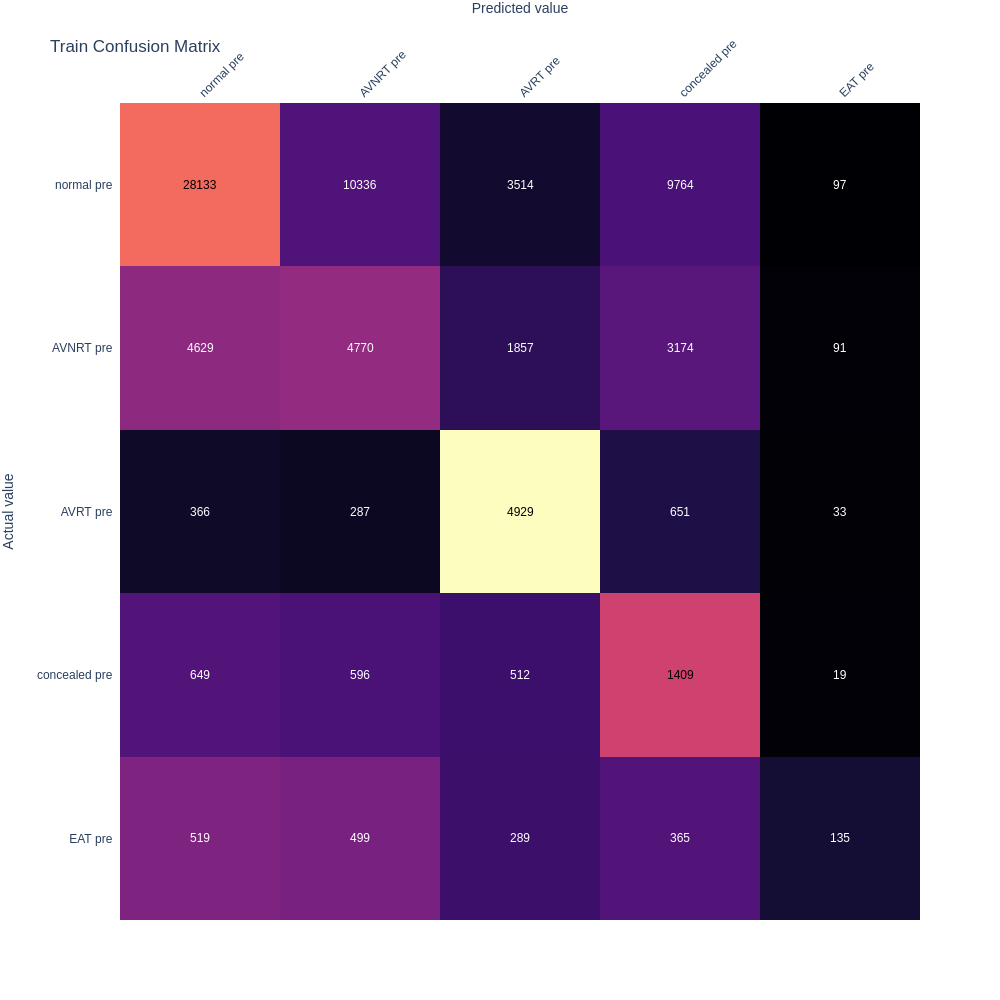 Predicted value
Train Confusion Matrix
normal pre AVNRT pre AVRT pre concealed pre EAT pre
normal pre 28133 10336 3514 9764 97
AVNRT pre 4629 4770 1857 3174 91
Actual value
AVRT pre 366 287 4929 651 33
concealed pre 649 596 512 1409 19
EAT pre 519 499 289 365 135